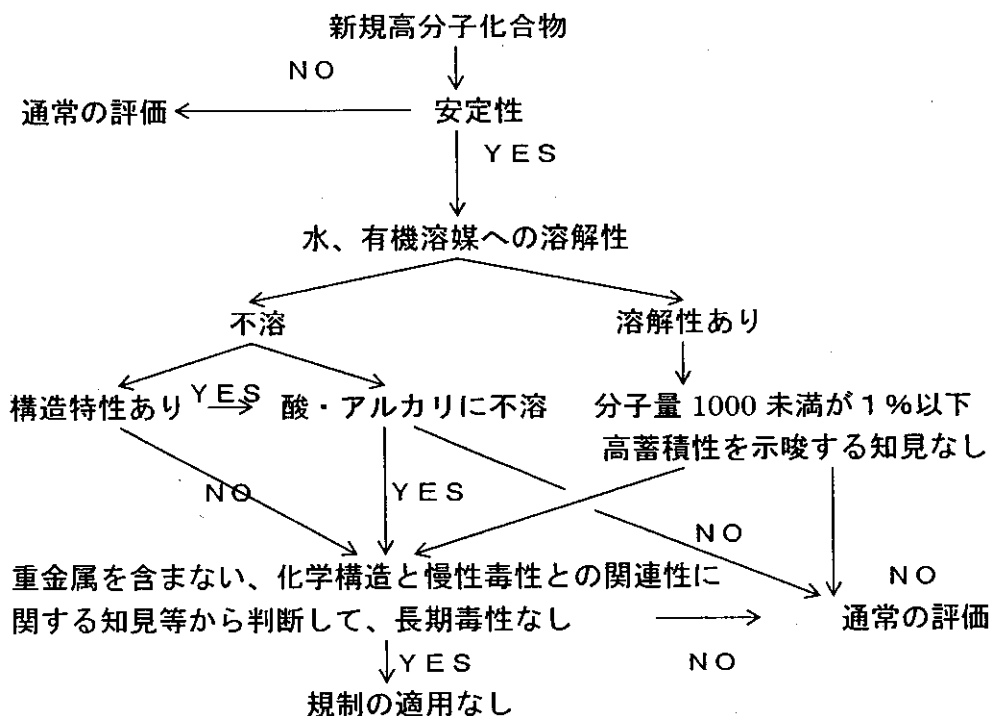 新規高分子化合物
NO
通常の評価
安定性
YES
水、有機溶媒への溶解性
不溶
溶解性あり
構造特性あり
YES
酸・アルカリに不溶
分子量 1000 未満が1%以下
高蓄積性を示唆する知見なし
NO
YES
NO
重金属を含まない、化学構造と慢性毒性との関連性に
関する知見等から判断して、長期毒性なし
NO
通常の評価
YES
NO
規制の適用なし